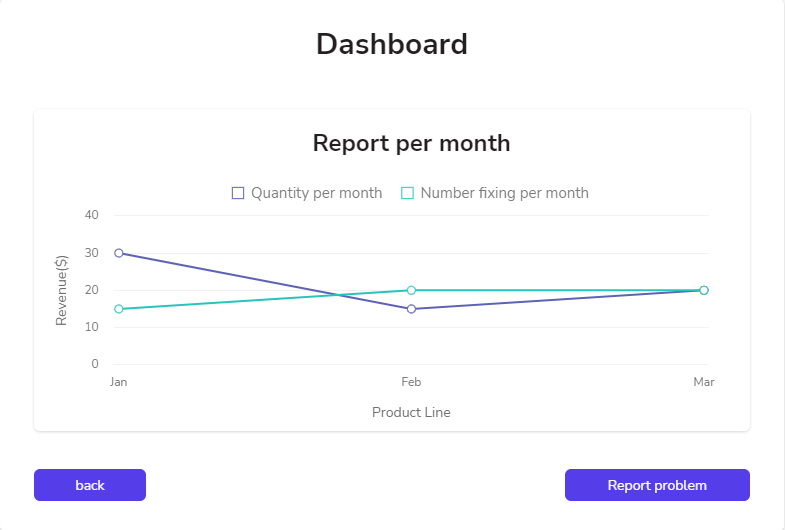 Dashboard
Report per month
Quantity per month Number fixing per month
40
30
20
10
0
Revenue($)
Jan Feb Mar
Product Line
back Report problem